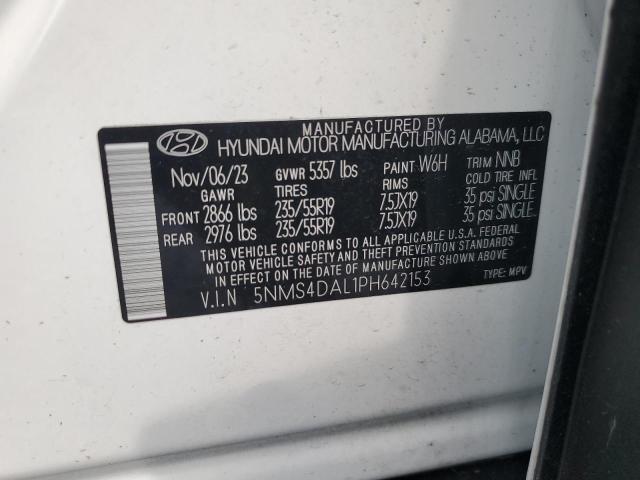 MANUFACTURED BY
HYUNDAI MOTOR MANUFACTURING ALABAMA, LLC
Nov/06/23 GVWR 5357 lbs PAINT W6H TRIM NNB
GAWR TIRES RIMS COLD TIRE INFL
FRONT 2866 lbs 235/55R19 7.5JX19 35 psi SINGLE
REAR 2976 lbs 235/55R19 7.5JX19 35 psi SINGLE
THIS VEHICLE CONFORMS TO ALL APPLICABLE U.S.A. FEDERAL
MOTOR VEHICLE SAFETY AND THEFT PREVENTION STANDARDS
IN EFFECT ON THE DATE OF MANUFACTURE SHOWN ABOVE.
V.I.N 5NMS4DAL1PH642153 TYPE: MPV